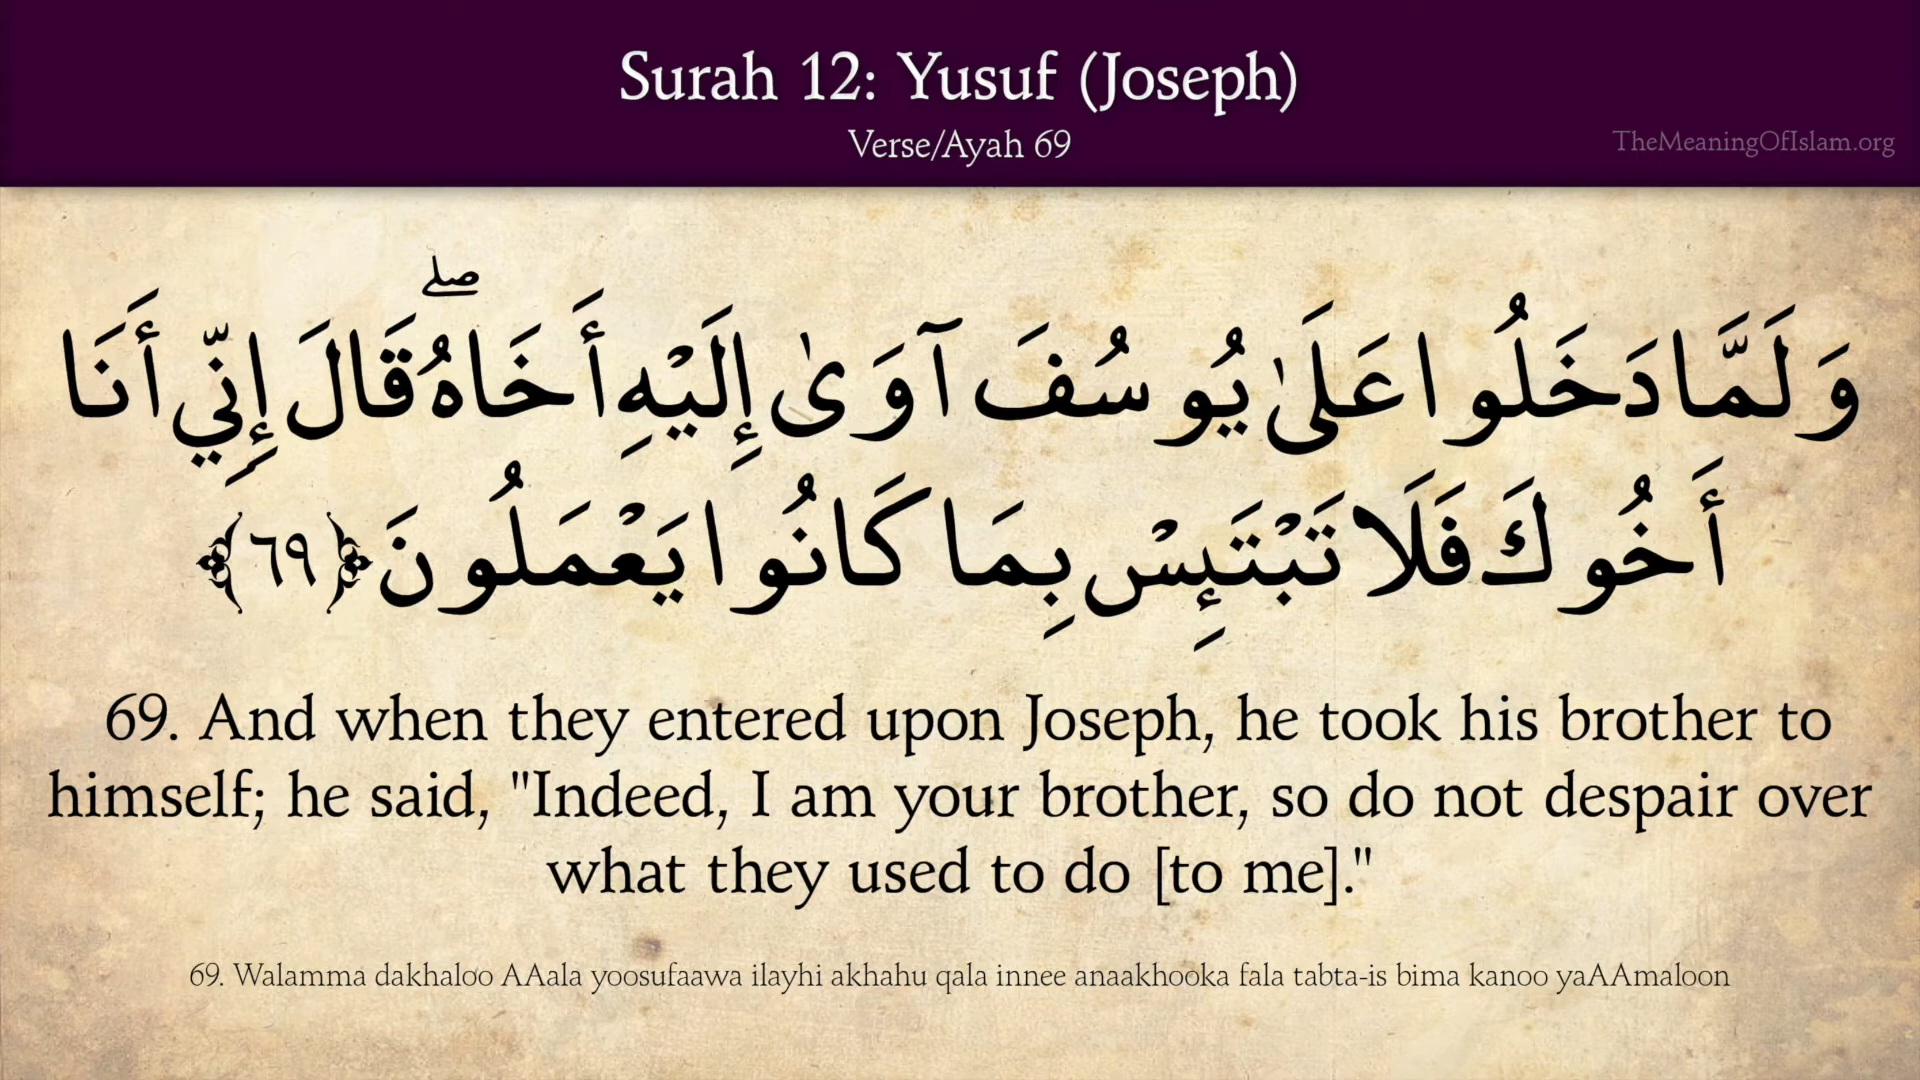 Surah 12: Yusuf (Joseph)
Verse/Ayah 69
TheMeaningOfIslam.org
وَلَمَّا دَخَلُوا عَلَىٰ يُوسُفَ آوَىٰ إِلَيْهِ أَخَاهُ ۖ قَالَ إِنِّي أَنَا
أَخُوكَ فَلَا تَبْتَئِسْ بِمَا كَانُوا يَعْمَلُونَ ﴿٦٩﴾
69. And when they entered upon Joseph, he took his brother to
himself; he said, "Indeed, I am your brother, so do not despair over
what they used to do [to me]."
69. Walamma dakhaloo AAala yoosufaawa ilayhi akhahu qala innee anaakhooka fala tabta-is bima kanoo yaAAmaloon